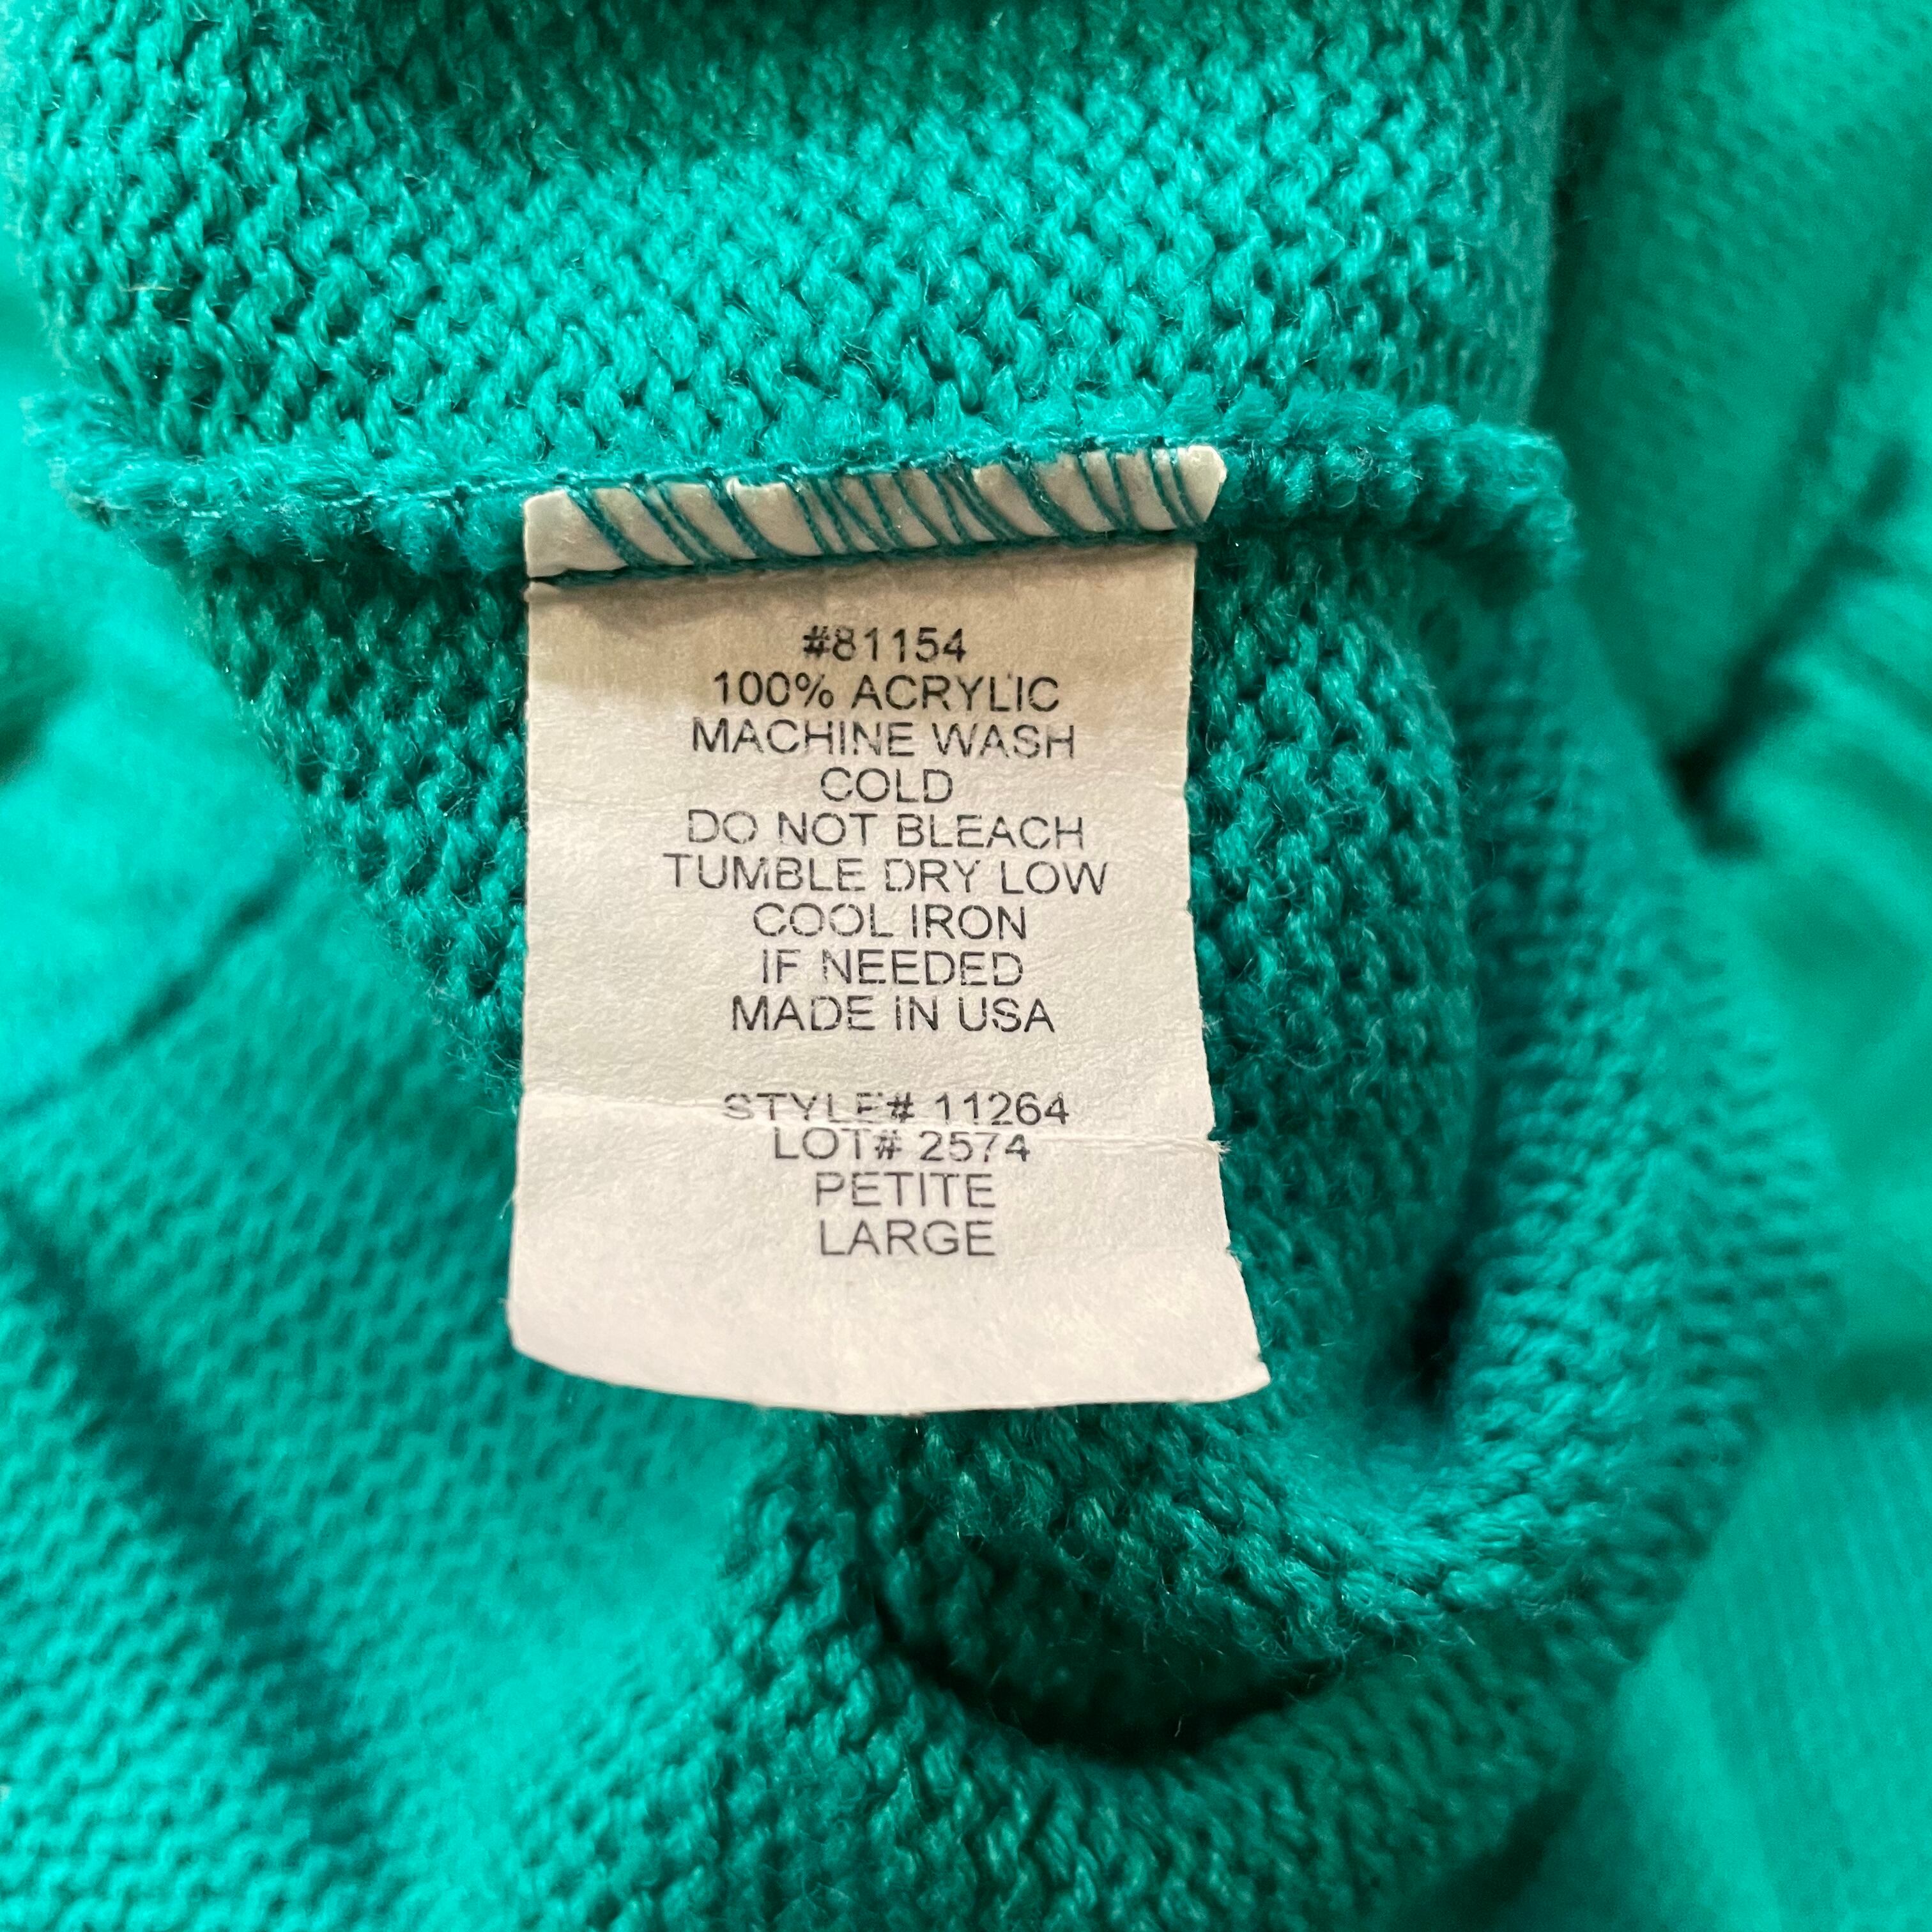 #81154
100% ACRYLIC
MACHINE WASH
COLD
DO NOT BLEACH
TUMBLE DRY LOW
COOL IRON
IF NEEDED
MADE IN USA
STYLE# 11264
LOT# 2574
PETITE
LARGE